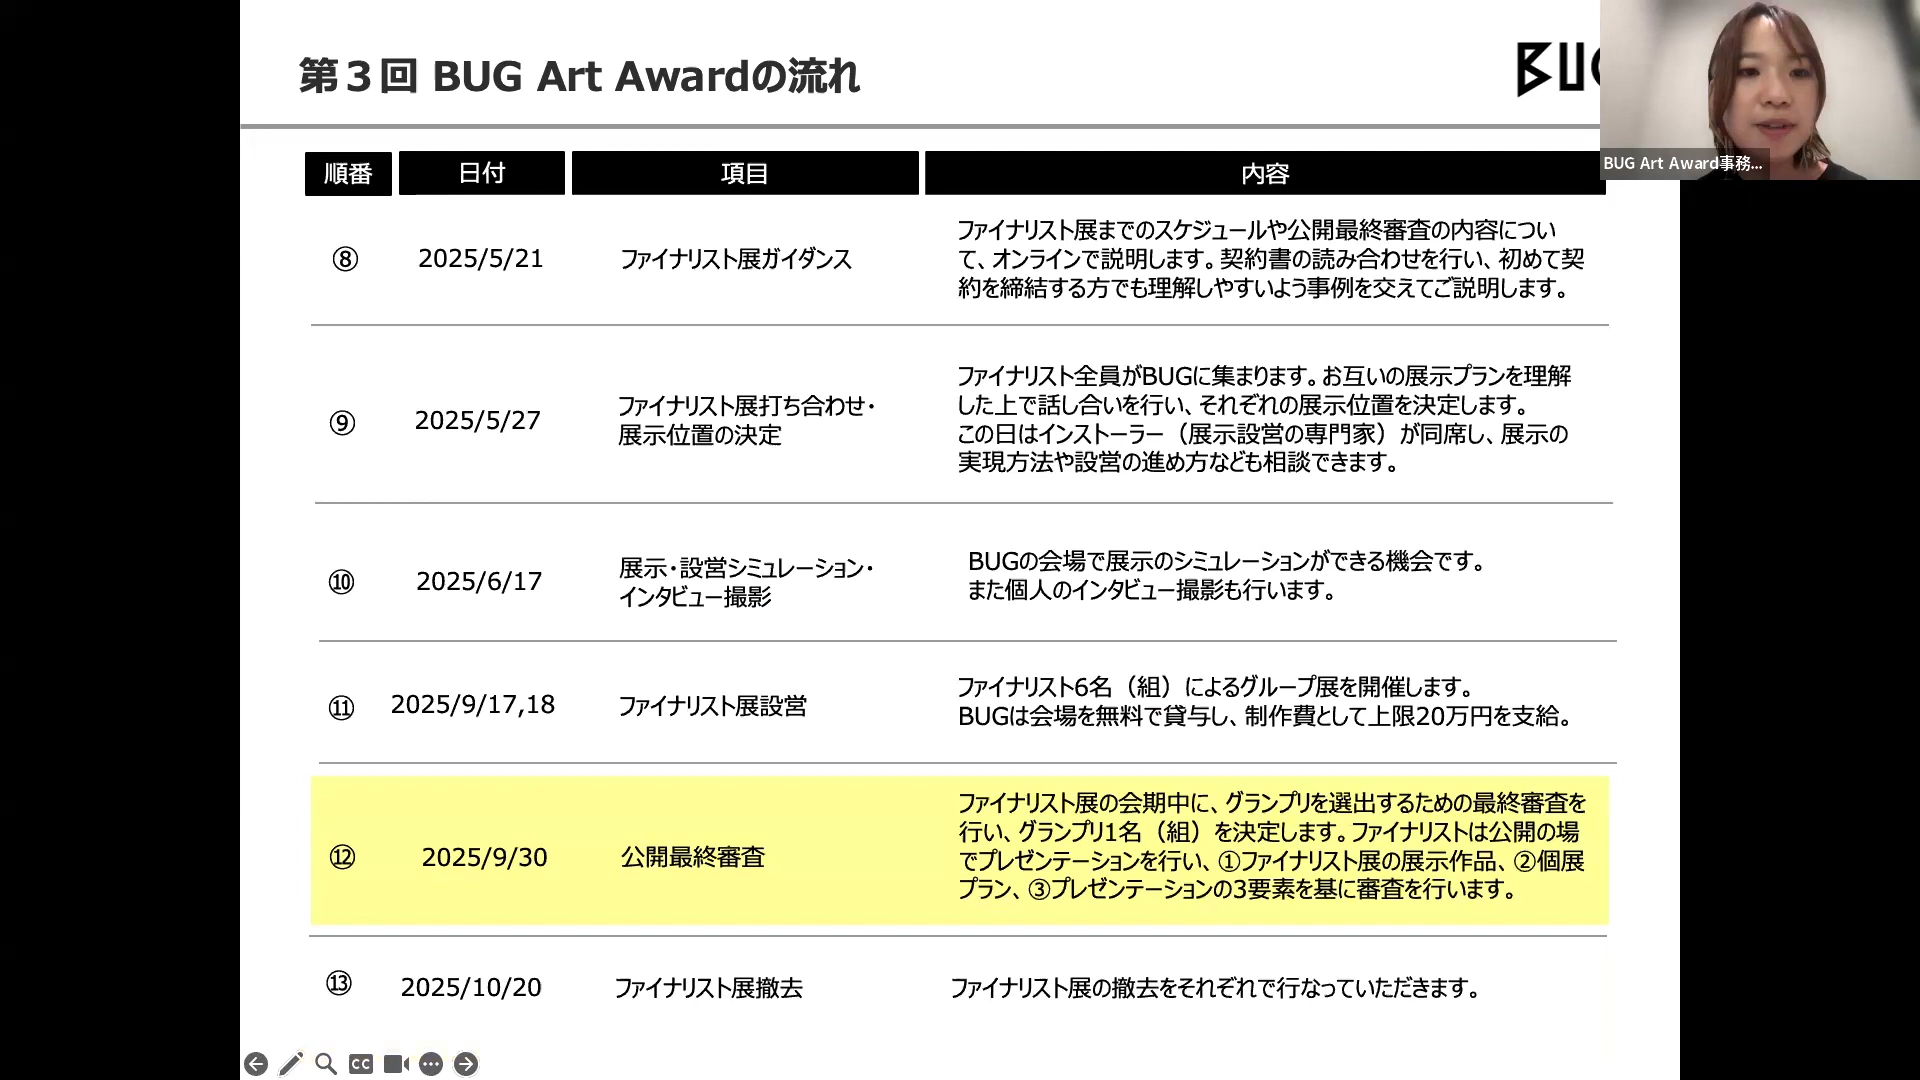 第３回 BUG Art Awardの流れ
BUG Art Award事務...
順番 日付 項目 内容
⑧ 2025/5/21 ファイナリスト展ガイダンス
ファイナリスト展までのスケジュールや公開最終審査の内容につい
て、オンラインで説明します。契約書の読み合わせを行い、初めて契
約を締結する方でも理解しやすいよう事例を交えてご説明します。
⑨ 2025/5/27
ファイナリスト展打ち合わせ・
展示位置の決定
ファイナリスト全員がBUGに集まります。お互いの展示プランを理解
した上で話し合いを行い、それぞれの展示位置を決定します。
この日はインストーラー（展示設営の専門家）が同席し、展示の
実現方法や設営の進め方なども相談できます。
⑩ 2025/6/17
展示・設営シミュレーション・
インタビュー撮影
BUGの会場で展示のシミュレーションができる機会です。
また個人のインタビュー撮影も行います。
⑪ 2025/9/17,18 ファイナリスト展設営
ファイナリスト6名（組）によるグループ展を開催します。
BUGは会場を無料で貸与し、制作費として上限20万円を支給。
⑫ 2025/9/30 公開最終審査
ファイナリスト展の会期中に、グランプリを選出するための最終審査を
行い、グランプリ1名（組）を決定します。ファイナリストは公開の場
でプレゼンテーションを行い、①ファイナリスト展の展示作品、②個展
プラン、③プレゼンテーションの3要素を基に審査を行います。
⑬ 2025/10/20 ファイナリスト展撤去 ファイナリスト展の撤去をそれぞれで行なっていただきます。
CC